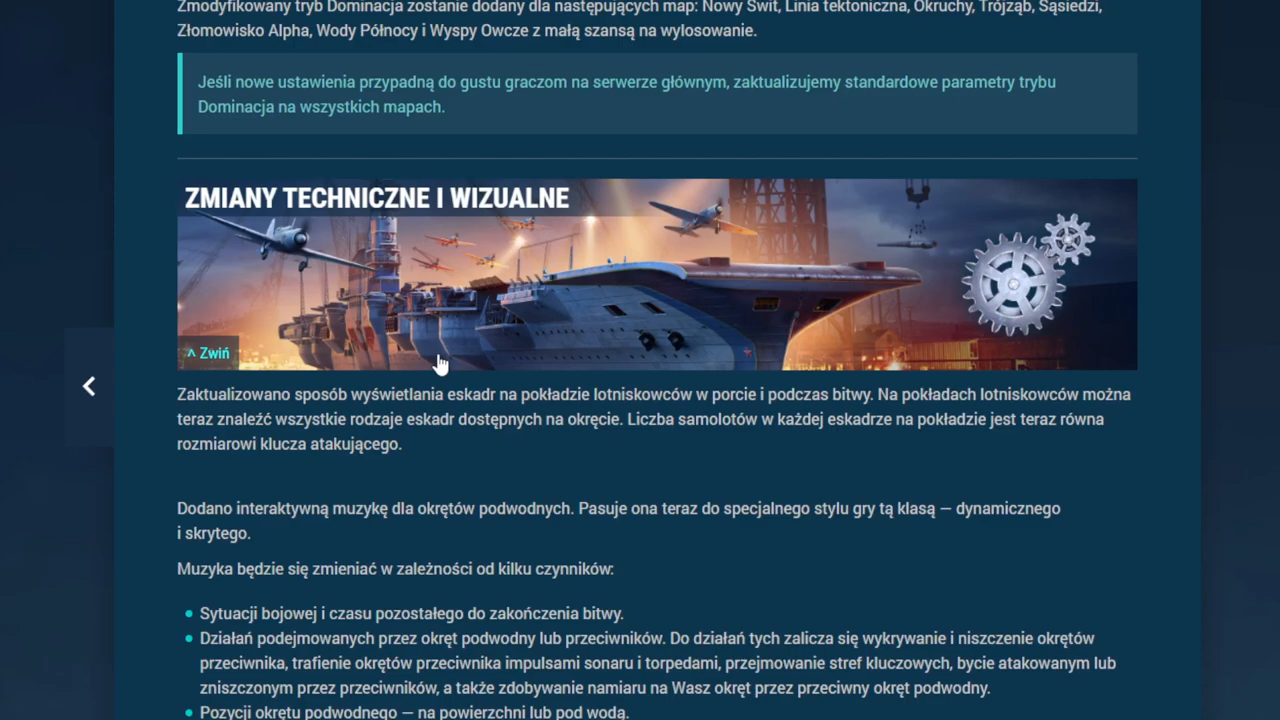 Zmodyfikowany tryb Dominacja zostanie dodany dla następujących map: Nowy Świt, Linia tektoniczna, Okruchy, Trójząb, Sąsiedzi,
Złomowisko Alpha, Wody Północy i Wyspy Owcze z małą szansą na wylosowanie.
Jeśli nowe ustawienia przypadną do gustu graczom na serwerze głównym, zaktualizujemy standardowe parametry trybu
Dominacja na wszystkich mapach.
ZMIANY TECHNICZNE I WIZUALNE
^ Zwiń
Zaktualizowano sposób wyświetlania eskadr na pokładzie lotniskowców w porcie i podczas bitwy. Na pokładach lotniskowców można
teraz znaleźć wszystkie rodzaje eskadr dostępnych na okręcie. Liczba samolotów w każdej eskadrze na pokładzie jest teraz równa
rozmiarowi klucza atakującego.
Dodano interaktywną muzykę dla okrętów podwodnych. Pasuje ona teraz do specjalnego stylu gry tą klasą — dynamicznego
i skrytego.
Muzyka będzie się zmieniać w zależności od kilku czynników:
• Sytuacji bojowej i czasu pozostałego do zakończenia bitwy.
• Działań podejmowanych przez okręt podwodny lub przeciwników. Do działań tych zalicza się wykrywanie i niszczenie okrętów
przeciwnika, trafienie okrętów przeciwnika impulsami sonaru i torpedami, przejmowanie stref kluczowych, bycie atakowanym lub
zniszczonym przez przeciwników, a także zdobywanie namiaru na Wasz okręt przez przeciwny okręt podwodny.
• Pozycji okrętu podwodnego — na powierzchni lub pod wodą.